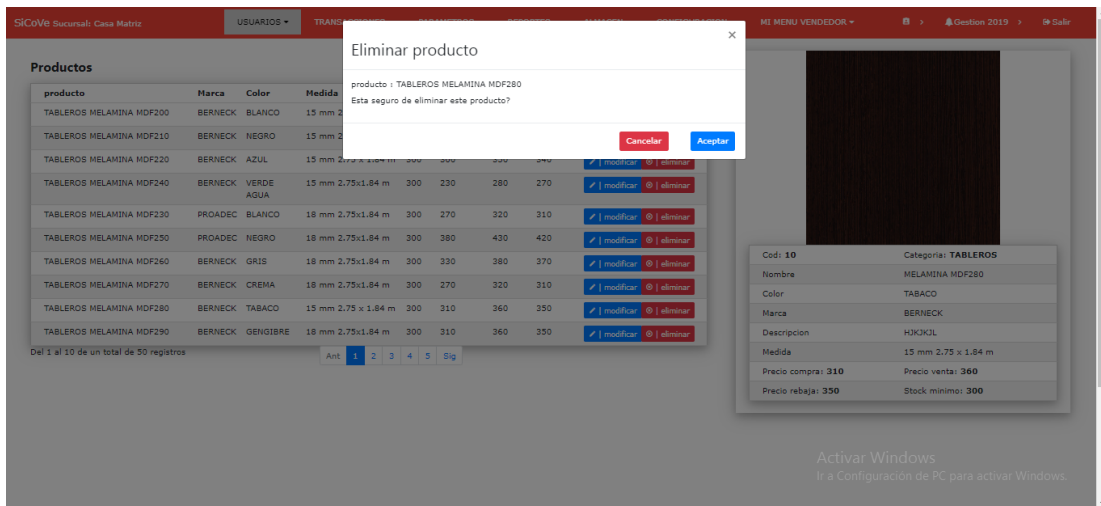 SiCoVe Sucursal: Casa Matriz
USUARIOS
MI MENU VENDEDOR
Gestion 2019
Salir
Eliminar producto
×
producto : TABLEROS MELAMINA MDF280
Esta seguro de eliminar este producto?
Cancelar
Aceptar
Productos
producto Marca Color Medida
TABLEROS MELAMINA MDF200 BERNECK BLANCO 15 mm
TABLEROS MELAMINA MDF210 BERNECK NEGRO 15 mm
TABLEROS MELAMINA MDF220 BERNECK AZUL 15 mm 2.75 x 1.84 m 300 300 350 340 | modificar | eliminar
TABLEROS MELAMINA MDF240 BERNECK VERDE AGUA 15 mm 2.75x1.84 m 300 230 280 270 | modificar | eliminar
TABLEROS MELAMINA MDF230 PROADEC BLANCO 18 mm 2.75x1.84 m 300 270 320 310 | modificar | eliminar
TABLEROS MELAMINA MDF250 PROADEC NEGRO 18 mm 2.75x1.84 m 300 380 430 420 | modificar | eliminar
TABLEROS MELAMINA MDF260 BERNECK GRIS 18 mm 2.75x1.84 m 300 330 380 370 | modificar | eliminar
TABLEROS MELAMINA MDF270 BERNECK CREMA 18 mm 2.75x1.84 m 300 270 320 310 | modificar | eliminar
TABLEROS MELAMINA MDF280 BERNECK TABACO 15 mm 2.75 x 1.84 m 300 310 360 350 | modificar | eliminar
TABLEROS MELAMINA MDF290 BERNECK GENGIBRE 18 mm 2.75x1.84 m 300 310 360 350 | modificar | eliminar
Del 1 al 10 de un total de 50 registros
Ant 1 2 3 4 5 Sig
Cod: 10 Categoria: TABLEROS
Nombre MELAMINA MDF280
Color TABACO
Marca BERNECK
Descripcion HJKJKJL
Medida 15 mm 2.75 x 1.84 m
Precio compra: 310 Precio venta: 360
Precio rebaja: 350 Stock minimo: 300
Activar Windows
Ir a Configuración de PC para activar Windows.